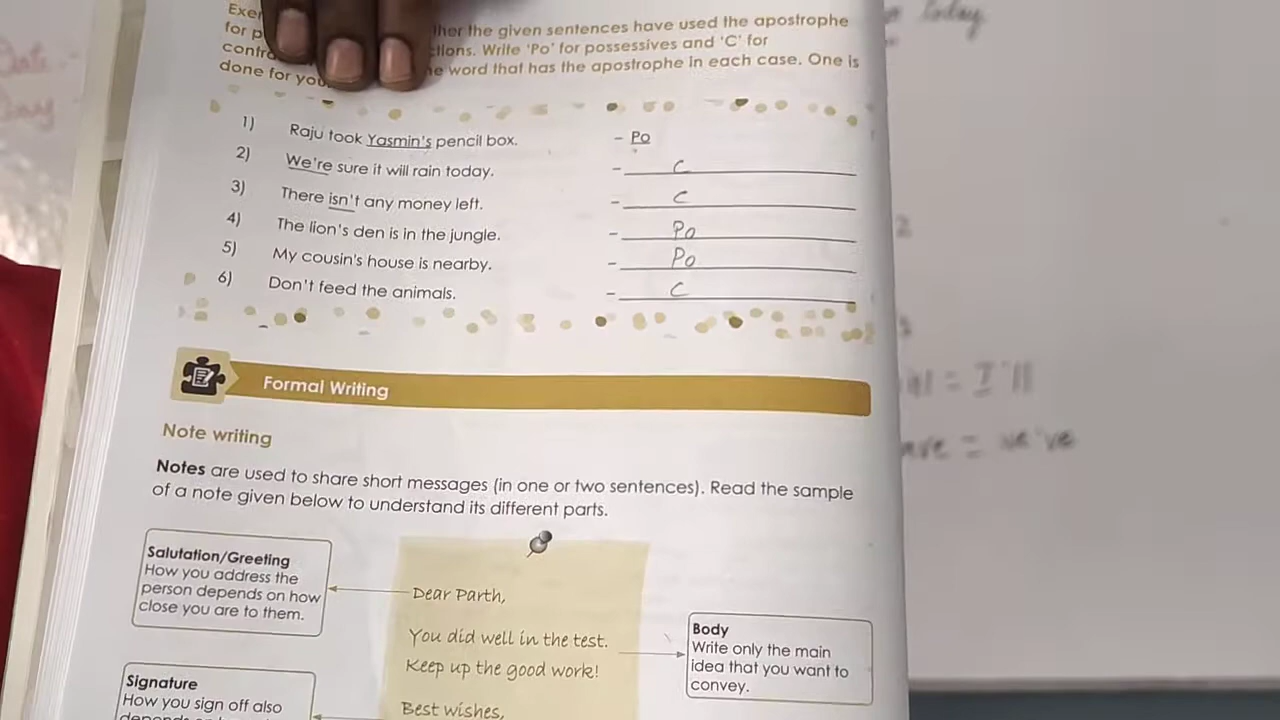 Today
Exer
ther the given sentences have used the apostrophe
for p
ctions. Write 'Po' for possessives and 'C' for
contra
e word that has the apostrophe in each case. One is
done for you.
1) Raju took Yasmin's pencil box. - Po
2) We're sure it will rain today. - C
3) There isn't any money left. - C
4) The lion's den is in the jungle. - Po
5) My cousin's house is nearby. - Po
6) Don't feed the animals. - C
= I'll
= we've
Formal Writing
Note writing
Notes are used to share short messages (in one or two sentences). Read the sample
of a note given below to understand its different parts.
Salutation/Greeting
How you address the
person depends on how
close you are to them.
Dear Parth,
You did well in the test.
Keep up the good work!
Best wishes,
Body
Write only the main
idea that you want to
convey.
Signature
How you sign off also